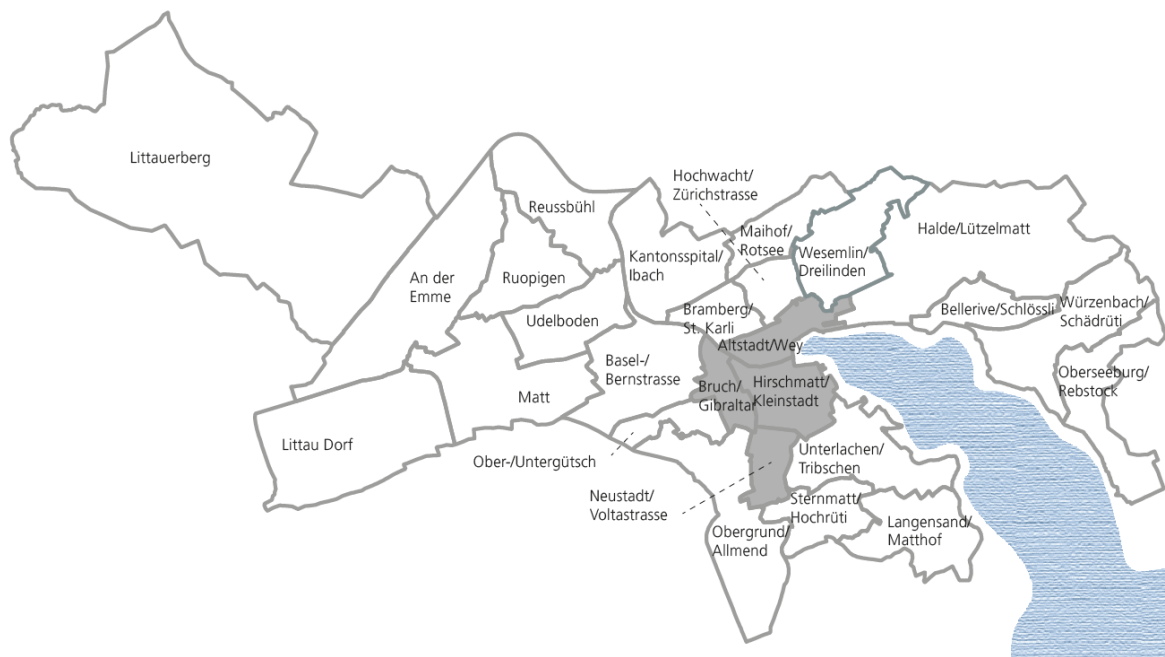 Littauerberg
Hochwacht/
Zürichstrasse
Reussbühl
Maihof/
Rotsee
Halde/Lützelmatt
Kantonsspital/
Ibach
Wesemlin/
Dreilinden
An der
Emme
Ruopigen
Bramberg/
St. Karli
Bellerive/Schlössli
Würzenbach/
Schädrüti
Udelboden
Altstadt/Wey
Basel-/
Bernstrasse
Oberseeburg/
Rebstock
Bruch/
Gibraltar
Hirschmatt/
Kleinstadt
Matt
Littau Dorf
Ober-/Untergütsch
Unterlachen/
Tribschen
Neustadt/
Voltastrasse
Sternmatt/
Hochrüti
Obergrund/
Allmend
Langensand/
Matthof